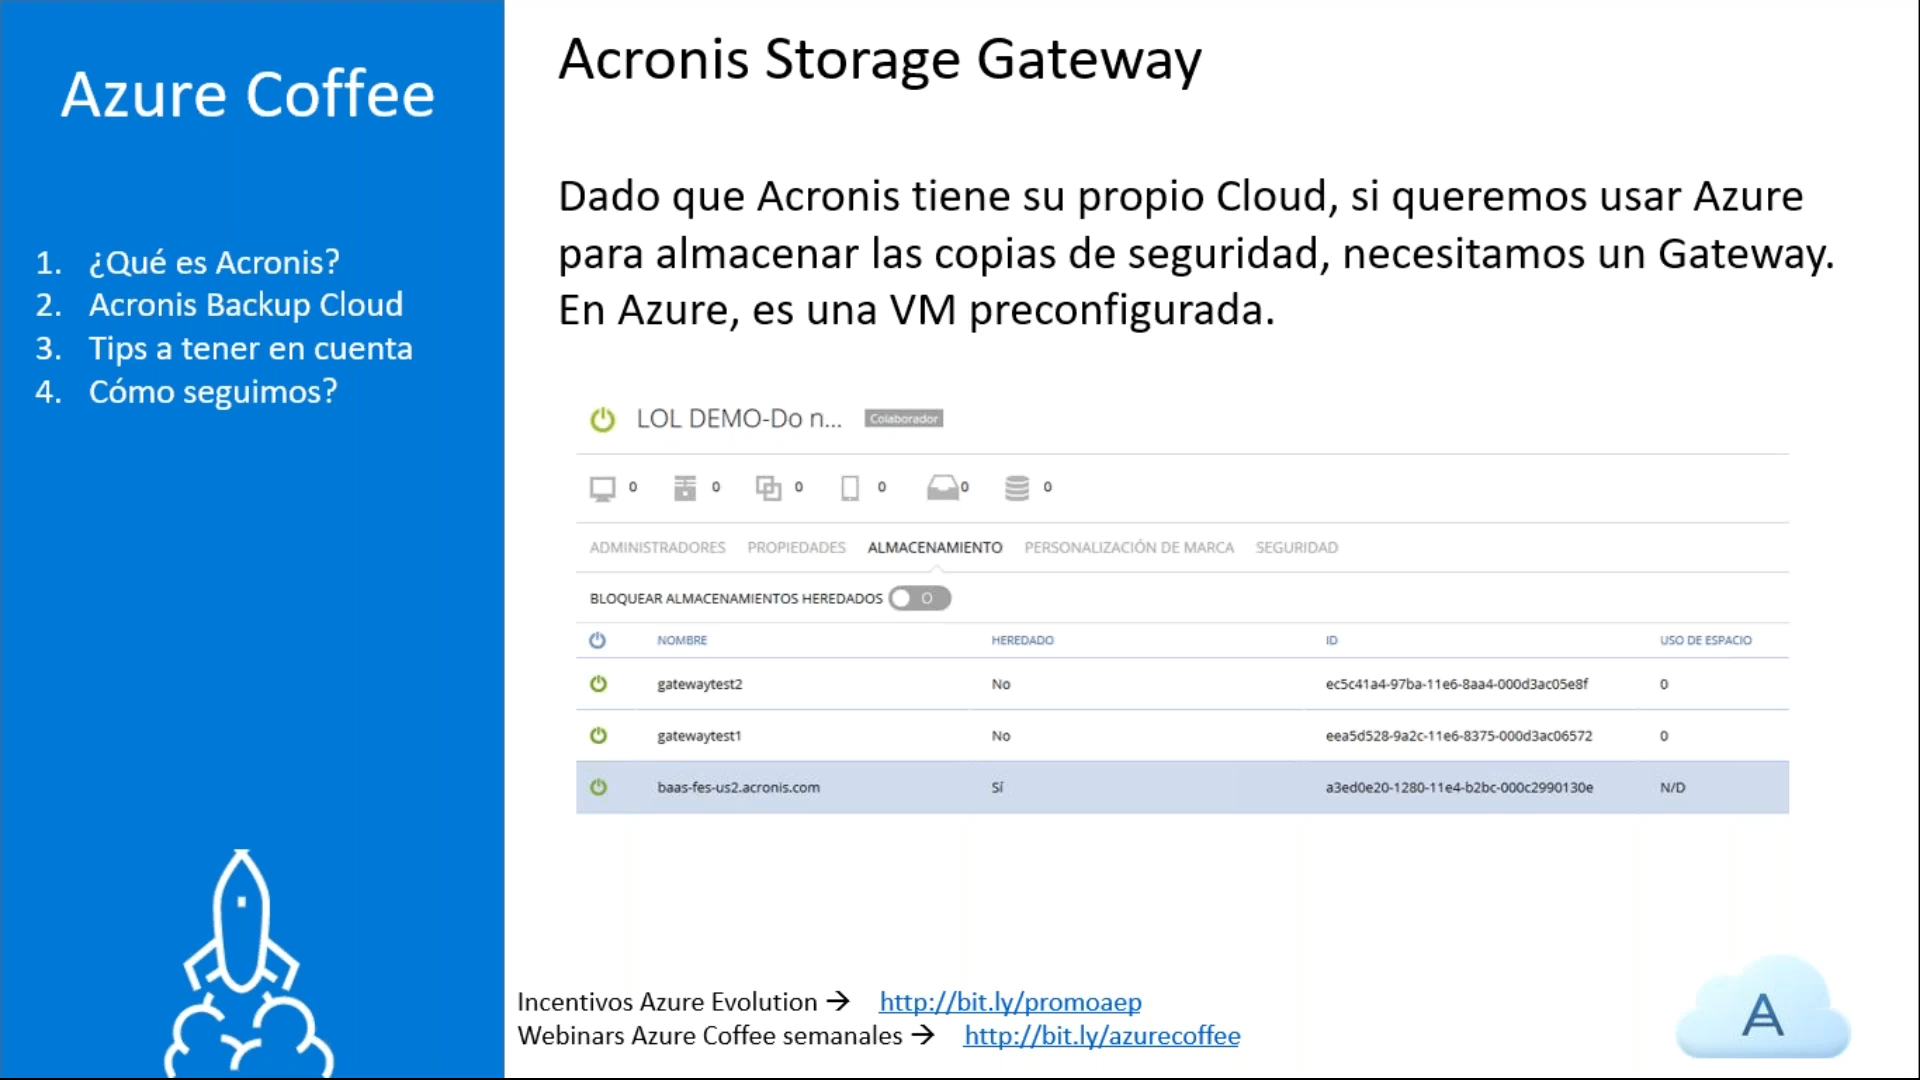 Azure Coffee
1. ¿Qué es Acronis?
2. Acronis Backup Cloud
3. Tips a tener en cuenta
4. Cómo seguimos?
Acronis Storage Gateway
Dado que Acronis tiene su propio Cloud, si queremos usar Azure
para almacenar las copias de seguridad, necesitamos un Gateway.
En Azure, es una VM preconfigurada.
LOL DEMO-Do n... Colaborador
0 0 0 0 0 0
ADMINISTRADORES PROPIEDADES ALMACENAMIENTO PERSONALIZACIÓN DE MARCA SEGURIDAD
BLOQUEAR ALMACENAMIENTOS HEREDADOS
NOMBRE HEREDADO ID USO DE ESPACIO
gatewaytest2 No ec5c41a4-97ba-11e6-8aa4-000d3ac05e8f 0
gatewaytest1 No eea5d528-9a2c-11e6-8375-000d3ac06572 0
baas-fes-us2.acronis.com Sí a3ed0e20-1280-11e4-b2bc-000c2990130e N/D
Incentivos Azure Evolution → http://bit.ly/promoaep
Webinars Azure Coffee semanales → http://bit.ly/azurecoffee
A